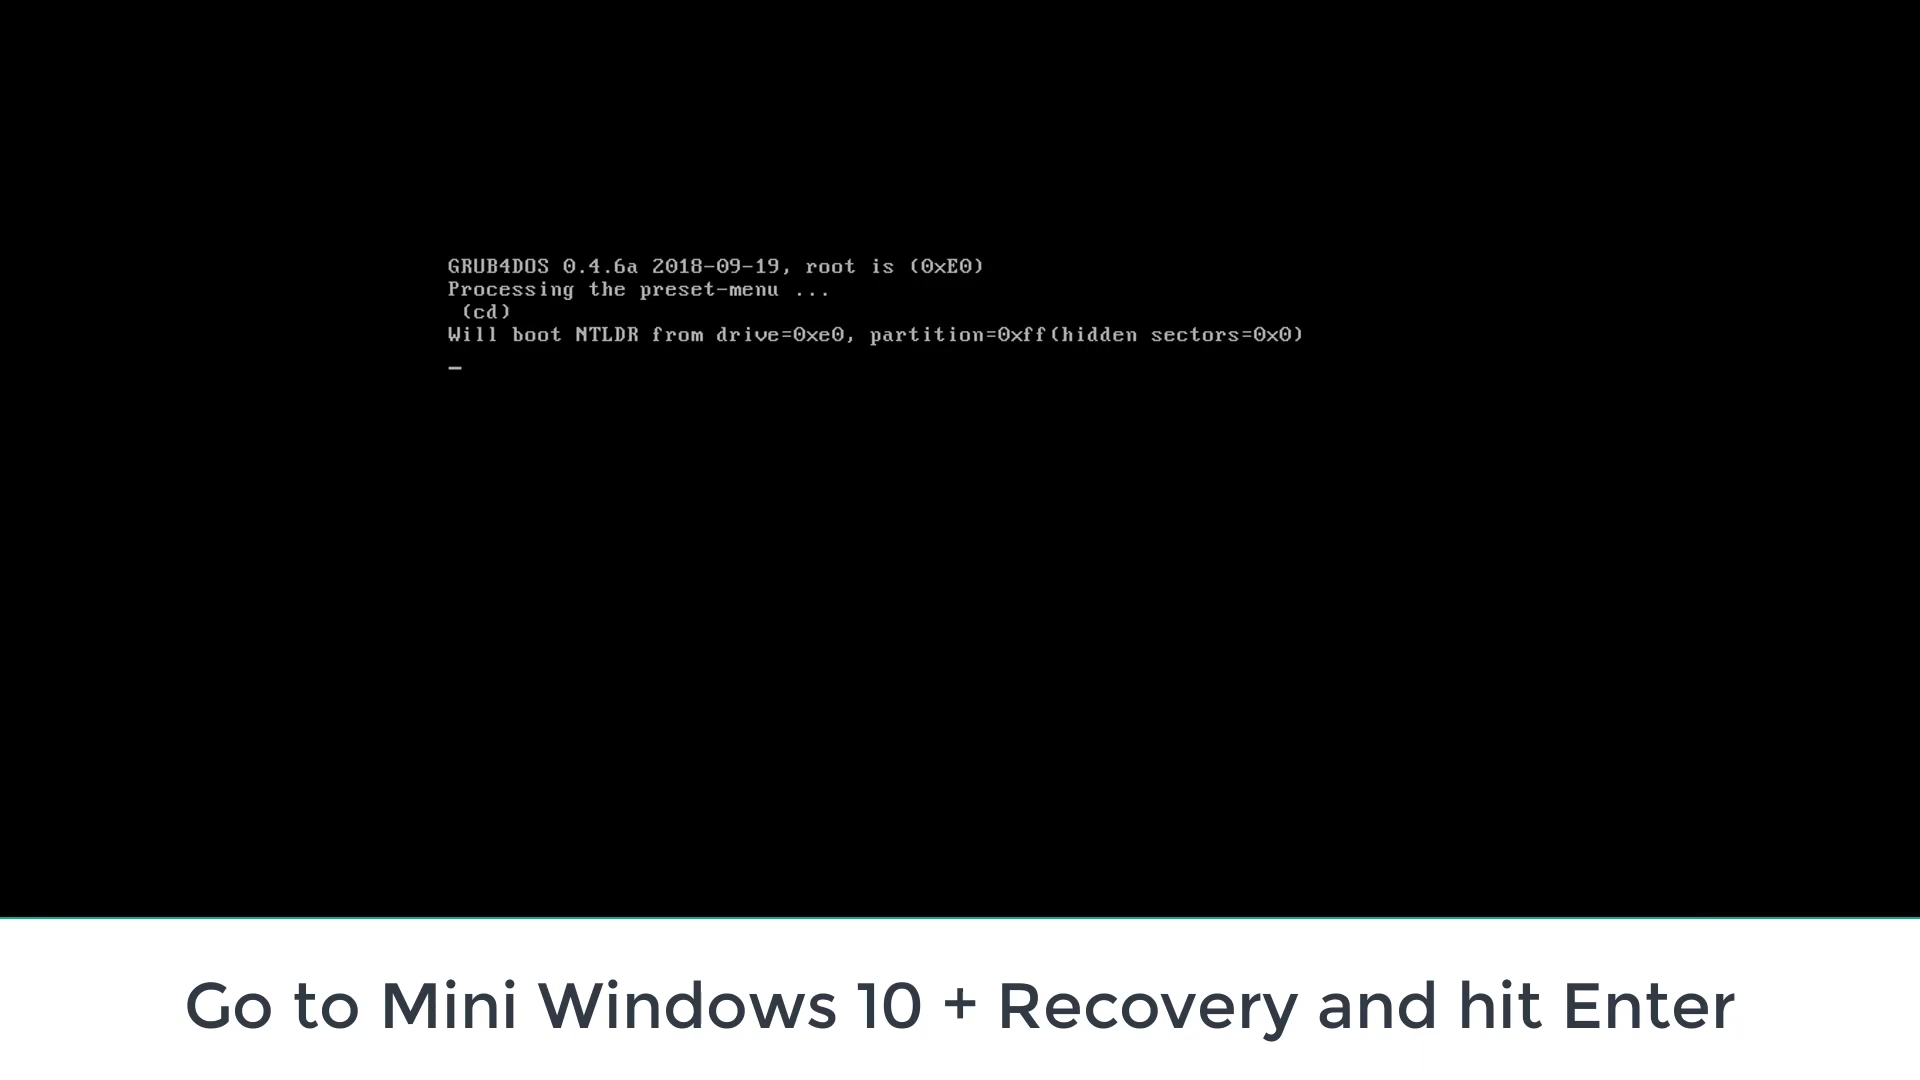 GRUB4DOS 0.4.6a 2018-09-19, root is (0xE0)
Processing the preset-menu ...
(cd)
Will boot NTLDR from drive=0xe0, partition=0xff(hidden sectors=0x0)
_
Go to Mini Windows 10 + Recovery and hit Enter